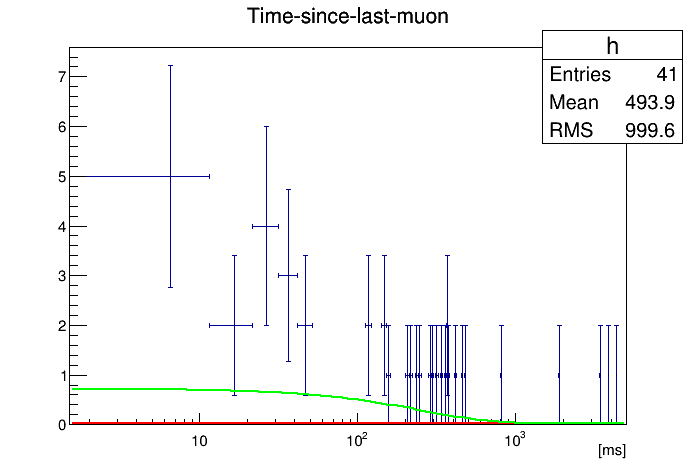 Time-since-last-muon
h
Entries 41
Mean 493.9
RMS 999.6
7
6
5
4
3
2
1
0
10
10²
10³
[ms]